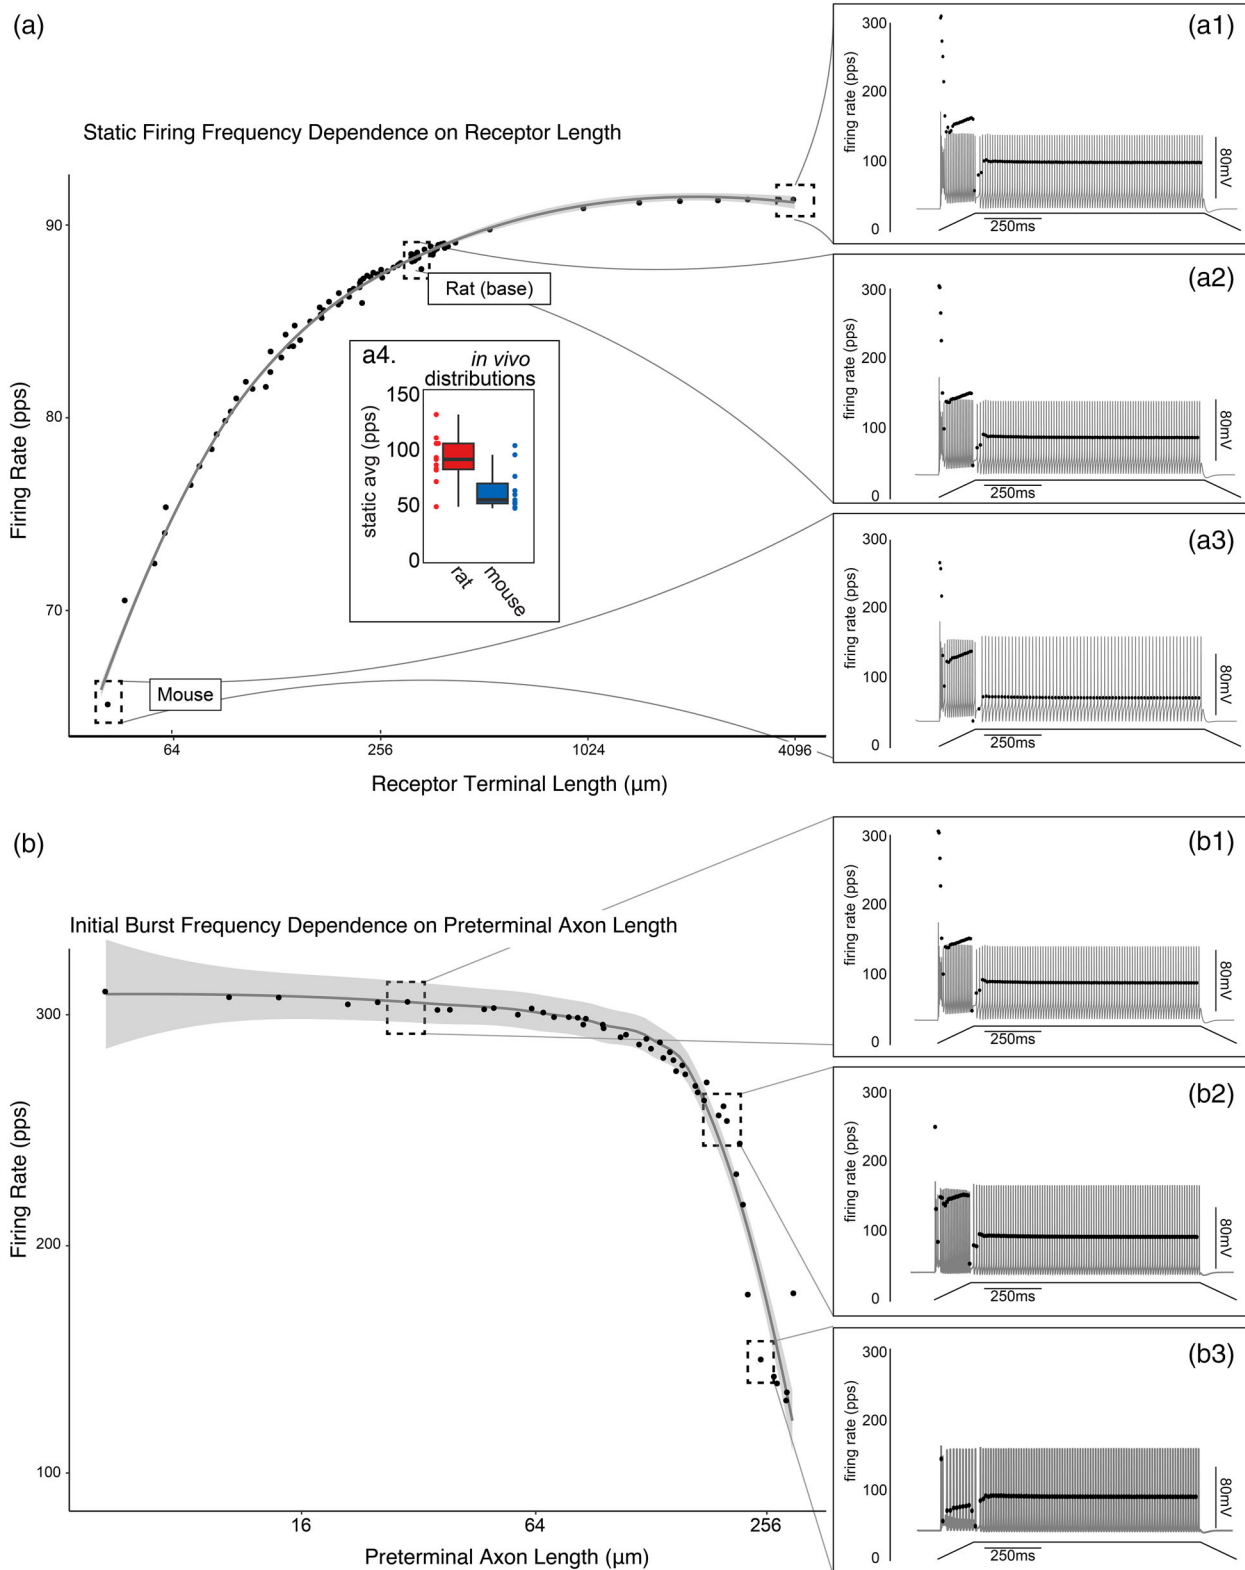 (a)
Static Firing Frequency Dependence on Receptor Length
Firing Rate (pps)
90
80
70
64
256
1024
4096
Receptor Terminal Length (µm)
Rat (base)
Mouse
a4.
in vivo
distributions
static avg (pps)
150
100
50
0
rat
mouse
(a1)
firing rate (pps)
300
200
100
0
80mV
250ms
(a2)
firing rate (pps)
300
200
100
0
80mV
250ms
(a3)
firing rate (pps)
300
200
100
0
80mV
250ms
(b)
Initial Burst Frequency Dependence on Preterminal Axon Length
Firing Rate (pps)
300
200
100
16
64
256
Preterminal Axon Length (µm)
(b1)
firing rate (pps)
300
200
100
0
80mV
250ms
(b2)
firing rate (pps)
300
200
100
0
80mV
250ms
(b3)
firing rate (pps)
300
200
100
0
80mV
250ms